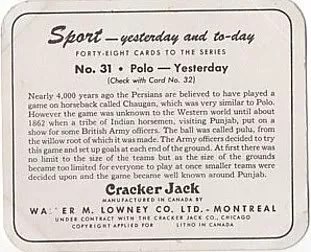 Sport — yesterday and to-day
FORTY-EIGHT CARDS TO THE SERIES
No. 31 • Polo — Yesterday
(Check with Card No. 32)
Nearly 4,000 years ago the Persians are believed to have played a
game on horseback called Chaugan, which was very similar to Polo.
However the game was unknown to the Western world until about
1862 when a tribe of Indian horsemen, visiting Punjab, put on a
show for some British Army officers. The ball was called pulu, from
the willow root of which it was made. The Army officers decided to try
this game and set up goals at each end of the ground. At first there was
no limit to the size of the teams but as the size of the grounds
became too limited for everyone to play at once smaller teams were
decided upon and the game became well known around Punjab.
Cracker Jack
MANUFACTURED IN CANADA BY
M. LOWNEY CO. LTD. - MONTREAL
UNDER CONTRACT WITH THE CRACKER JACK CO., CHICAGO
COPYRIGHT APPLIED FOR LITHO IN CANADA